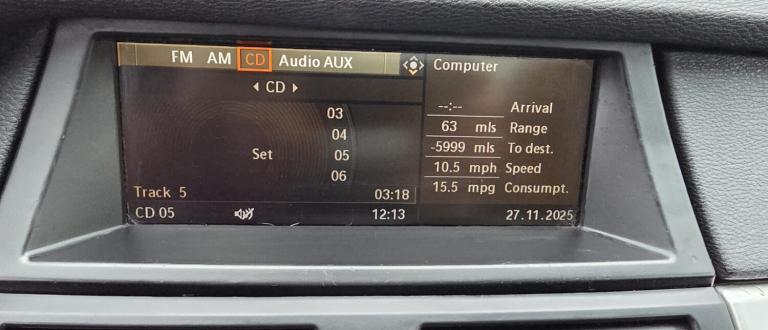 FM AM CD Audio AUX
CD
03
04
Set 05
06
Track 5 03:18
CD 05 12:13
Computer
--:-- Arrival
63 mls Range
-5999 mls To dest.
10.5 mph Speed
15.5 mpg Consumpt.
27.11.2025